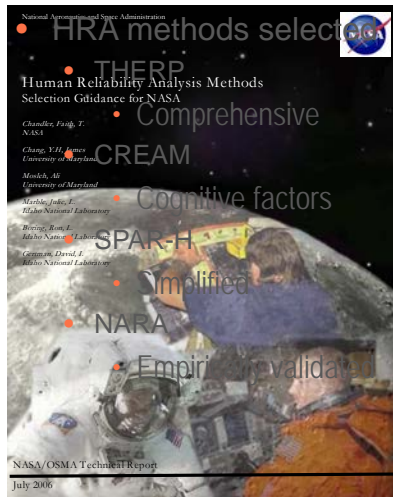 National Aeronautics and Space Administration
• HRA methods selected
NASA
• THERP
Human Reliability Analysis Methods
Selection Guidance for NASA
• Comprehensive
Chandler, Faith, T.
NASA
Chang, Y.H, James
University of Maryland
• CREAM
Mosleh, Ali
University of Maryland
• Cognitive factors
Marble, Julie, L.
Idaho National Laboratory
Boring, Ron, L.
Idaho National Laboratory
• SPAR-H
Gertman, David, I.
Idaho National Laboratory
• Simplified
• NARA
• Empirically validated
NASA/OSMA Technical Report
July 2006